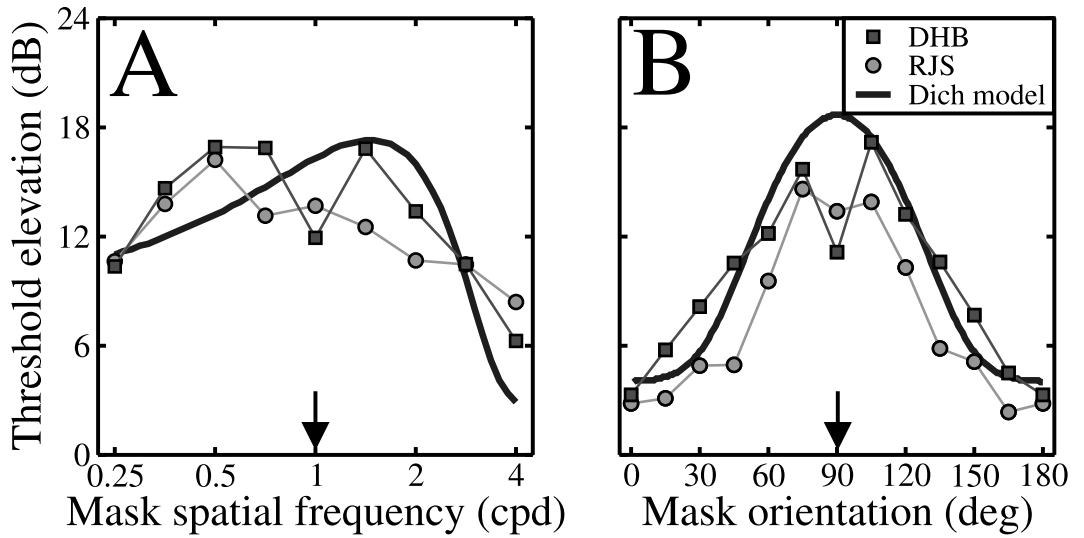 A
B
DHB
RJS
Dich model
Threshold elevation (dB)
24
18
12
6
0
0.25 0.5 1 2 4
0 30 60 90 120 150 180
Mask spatial frequency (cpd)
Mask orientation (deg)